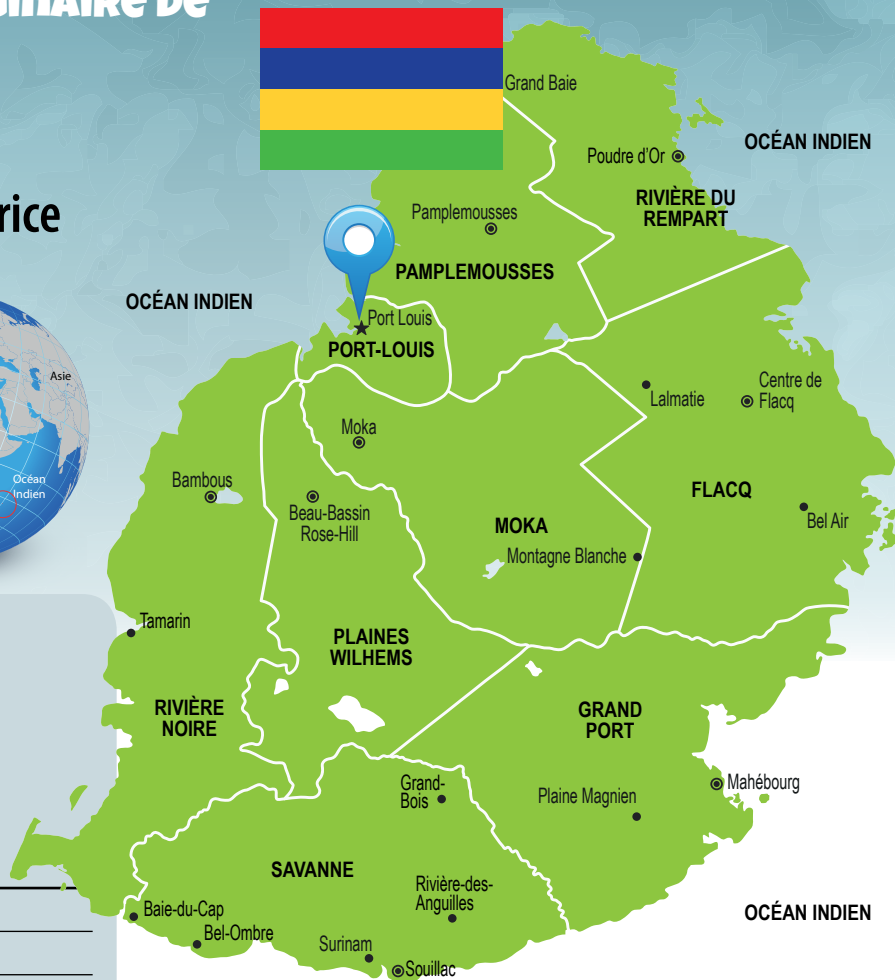 Grand Baie
OCÉAN INDIEN
Poudre d'Or
RIVIÈRE DU
REMPART
Pamplemousses
PAMPLEMOUSSES
OCÉAN INDIEN
Port Louis
PORT-LOUIS
Asie
Océan
Indien
Lalmatie
Centre de
Flacq
Moka
Bambous
Beau-Bassin
Rose-Hill
FLACQ
MOKA
Bel Air
Montagne Blanche
Tamarin
PLAINES
WILHEMS
RIVIÈRE
NOIRE
GRAND
PORT
Grand-
Bois
Plaine Magnien
Mahébourg
SAVANNE
Rivière-des-
Anguilles
Baie-du-Cap
Bel-Ombre
Surinam
Souillac
OCÉAN INDIEN